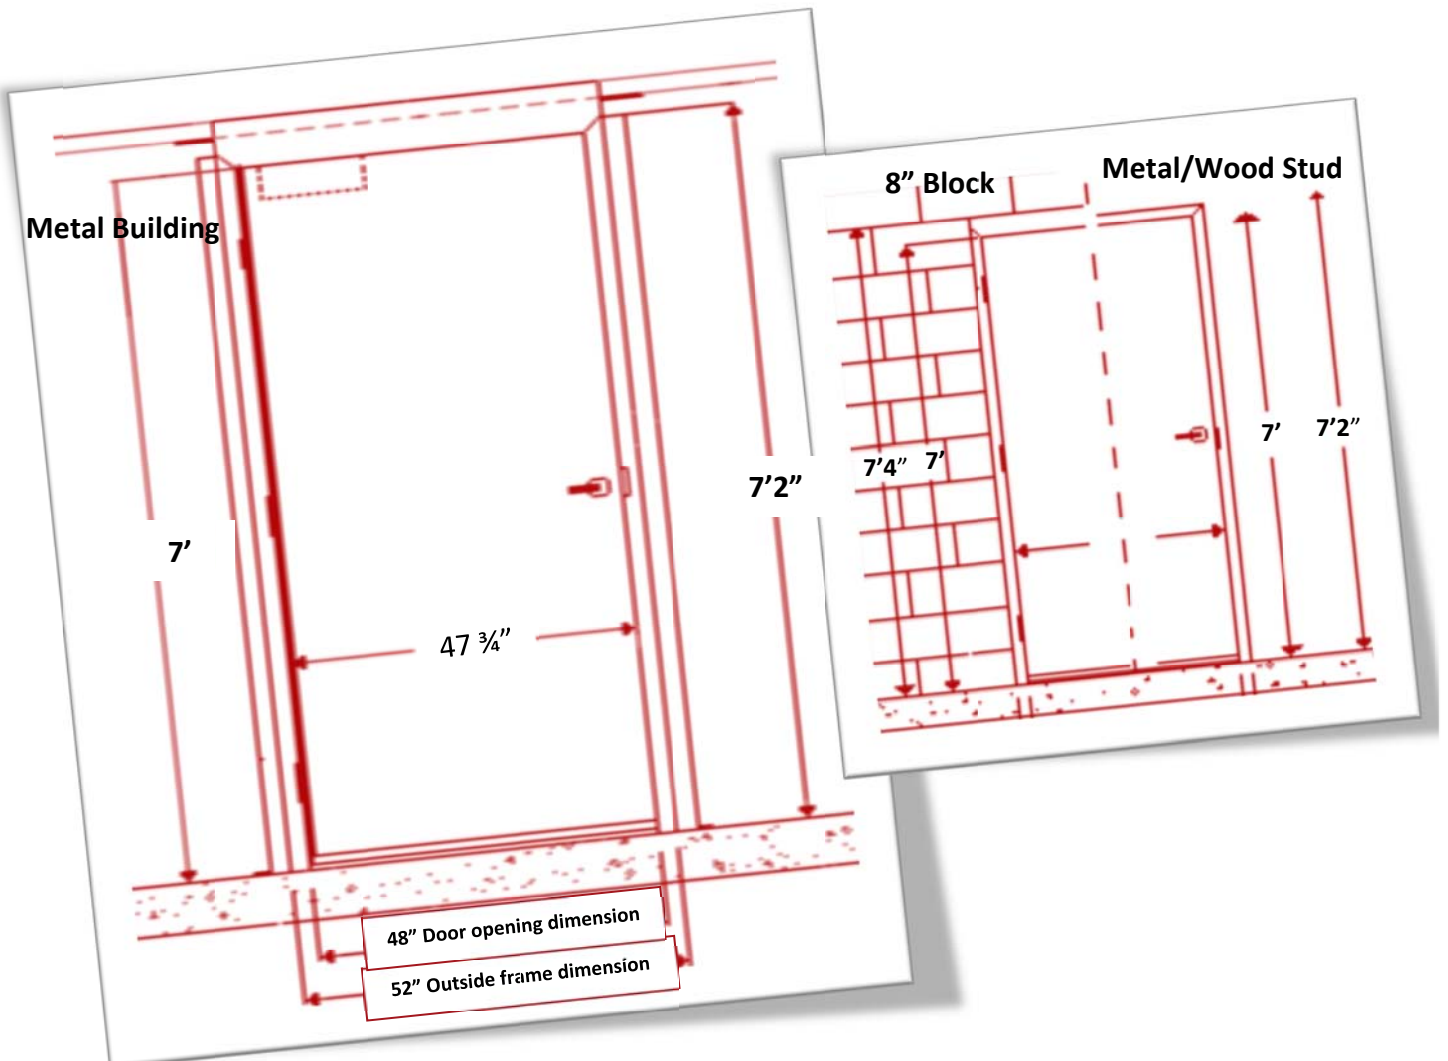 Metal Building
7’
47 ¾”
7’2”
48” Door opening dimension
52” Outside frame dimension
8” Block
Metal/Wood Stud
7’4”
7’
7’
7’2”